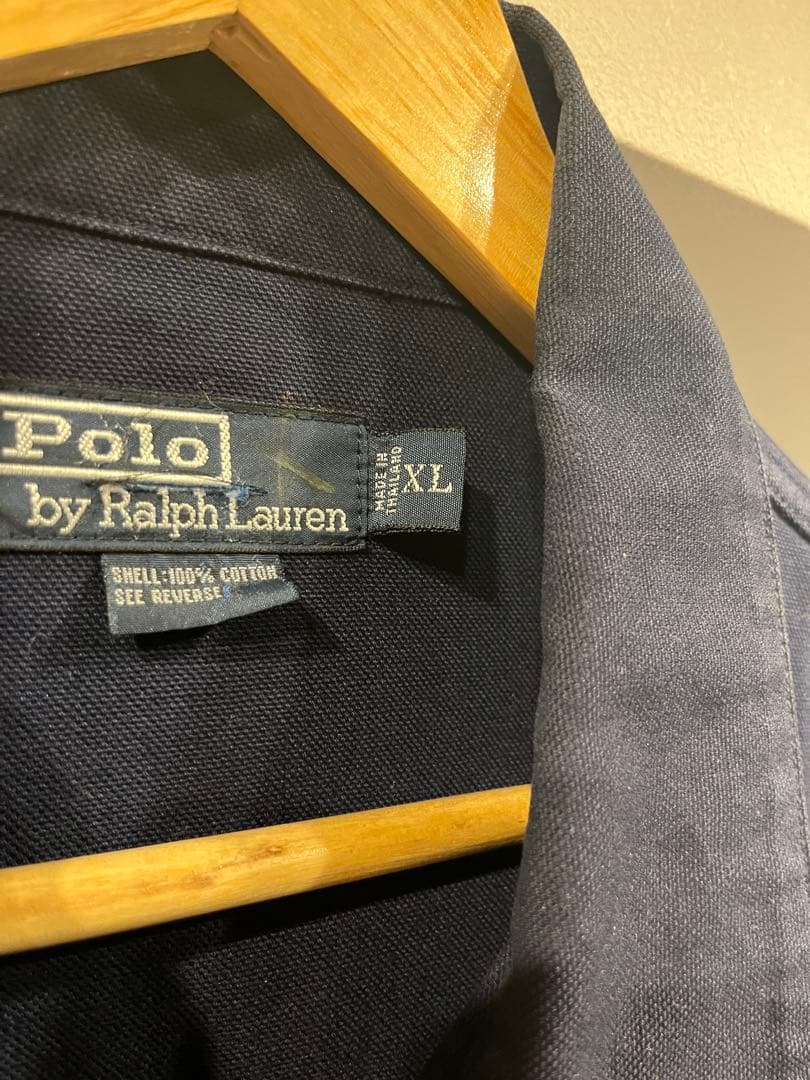 Polo
by Ralph Lauren
MADE IN
THAILAND
XL
SHELL:100% COTTON
SEE REVERSE